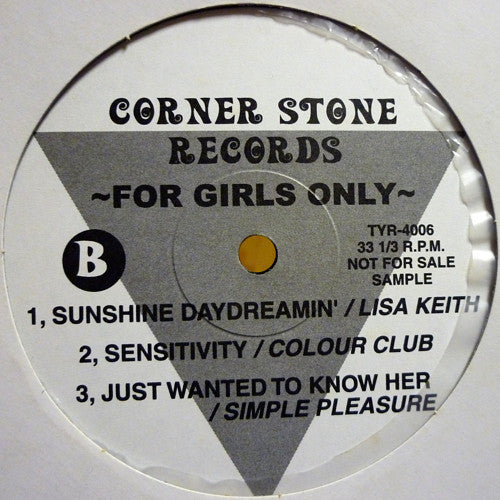 CORNER STONE
RECORDS
~FOR GIRLS ONLY~
B
TYR-4006
33 1/3 R.P.M.
NOT FOR SALE
SAMPLE
1, SUNSHINE DAYDREAMIN' / LISA KEITH
2, SENSITIVITY / COLOUR CLUB
3, JUST WANTED TO KNOW HER
/ SIMPLE PLEASURE